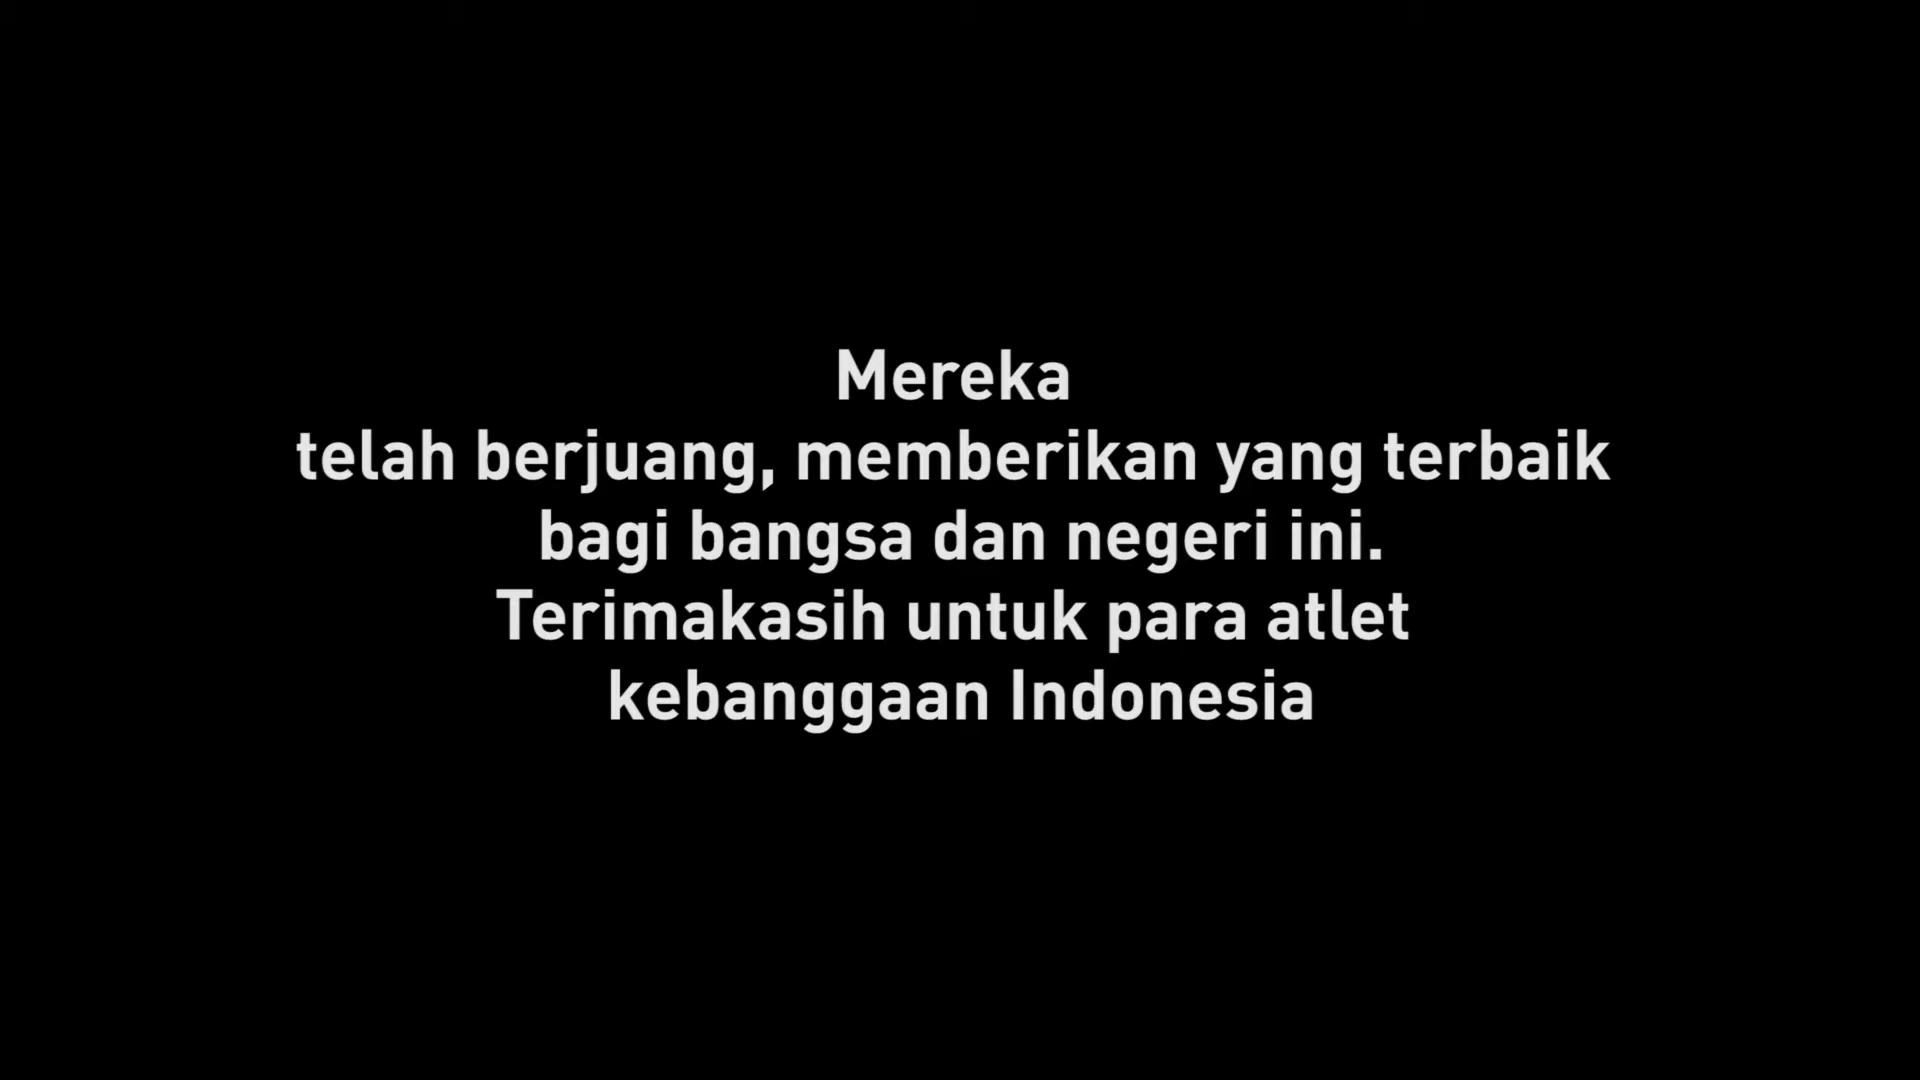 Mereka
telah berjuang, memberikan yang terbaik
bagi bangsa dan negeri ini.
Terimakasih untuk para atlet
kebanggaan Indonesia